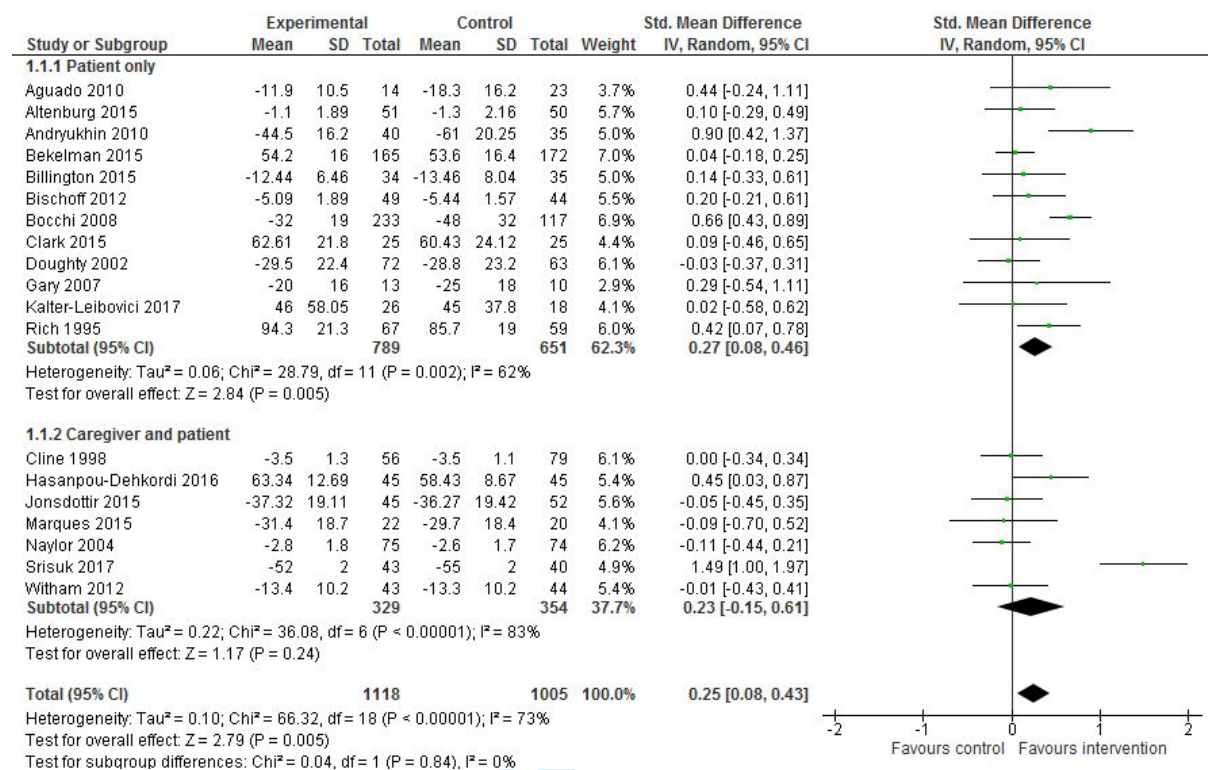 Experimental Control Std. Mean Difference Std. Mean Difference
Study or Subgroup Mean SD Total Mean SD Total Weight IV, Random, 95% CI IV, Random, 95% CI
1.1.1 Patient only
Aguado 2010 -11.9 10.5 14 -18.3 16.2 23 3.7% 0.44 [-0.24, 1.11]
Altenburg 2015 -1.1 1.89 51 -1.3 2.16 50 5.7% 0.10 [-0.29, 0.49]
Andryukhin 2010 -44.5 16.2 40 -61 20.25 35 5.0% 0.90 [0.42, 1.37]
Bekelman 2015 54.2 16 165 53.6 16.4 172 7.0% 0.04 [-0.18, 0.25]
Billington 2015 -12.44 6.46 34 -13.46 8.04 35 5.0% 0.14 [-0.33, 0.61]
Bischoff 2012 -5.09 1.89 49 -5.44 1.57 44 5.5% 0.20 [-0.21, 0.61]
Bocchi 2008 -32 19 233 -48 32 117 6.9% 0.66 [0.43, 0.89]
Clark 2015 62.61 21.8 25 60.43 24.12 25 4.4% 0.09 [-0.46, 0.65]
Doughty 2002 -29.5 22.4 72 -28.8 23.2 63 6.1% -0.03 [-0.37, 0.31]
Gary 2007 -20 16 13 -25 18 10 2.9% 0.29 [-0.54, 1.11]
Kalter-Leibovici 2017 46 58.05 26 45 37.8 18 4.1% 0.02 [-0.58, 0.62]
Rich 1995 94.3 21.3 67 85.7 19 59 6.0% 0.42 [0.07, 0.78]
Subtotal (95% CI) 789 651 62.3% 0.27 [0.08, 0.46]
Heterogeneity: Tau² = 0.06; Chi² = 28.79, df = 11 (P = 0.002); I² = 62%
Test for overall effect: Z = 2.84 (P = 0.005)
1.1.2 Caregiver and patient
Cline 1998 -3.5 1.3 56 -3.5 1.1 79 6.1% 0.00 [-0.34, 0.34]
Hasanpou-Dehkordi 2016 63.34 12.69 45 58.43 8.67 45 5.4% 0.45 [0.03, 0.87]
Jonsdottir 2015 -37.32 19.11 45 -36.27 19.42 52 5.6% -0.05 [-0.45, 0.35]
Marques 2015 -31.4 18.7 22 -29.7 18.4 20 4.1% -0.09 [-0.70, 0.52]
Naylor 2004 -2.8 1.8 75 -2.6 1.7 74 6.2% -0.11 [-0.44, 0.21]
Srisuk 2017 -52 2 43 -55 2 40 4.9% 1.49 [1.00, 1.97]
Witham 2012 -13.4 10.2 43 -13.3 10.2 44 5.4% -0.01 [-0.43, 0.41]
Subtotal (95% CI) 329 354 37.7% 0.23 [-0.15, 0.61]
Heterogeneity: Tau² = 0.22; Chi² = 36.08, df = 6 (P < 0.00001); I² = 83%
Test for overall effect: Z = 1.17 (P = 0.24)
Total (95% CI) 1118 1005 100.0% 0.25 [0.08, 0.43]
Heterogeneity: Tau² = 0.10; Chi² = 66.32, df = 18 (P < 0.00001); I² = 73%
Test for overall effect: Z = 2.79 (P = 0.005)
Test for subgroup differences: Chi² = 0.04, df = 1 (P = 0.84), I² = 0%
-2 -1 0 1 2
Favours control Favours intervention